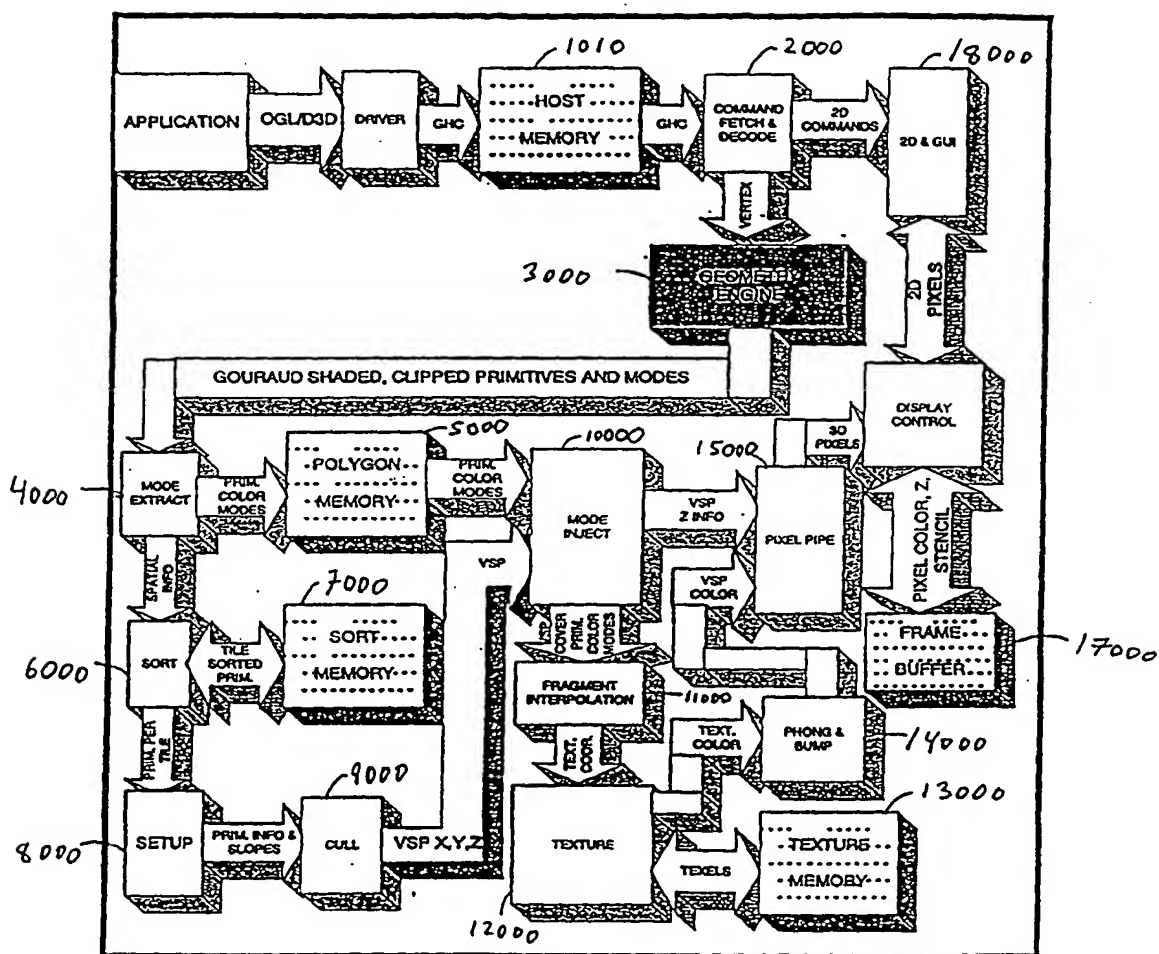 1010
2000
18000
APPLICATION
OGL/D3D
DRIVER
GHC
HOST
MEMORY
GHC
COMMAND
FETCH &
DECODE
2D
COMMANDS
2D & GUI
VERTEX
3000
GEOMETRY
ENGINE
2D
PIXELS
GOURAUD SHADED, CLIPPED PRIMITIVES AND MODES
DISPLAY
CONTROL
3D
PIXELS
5000
10000
15000
4000
MODE
EXTRACT
PRIM.
COLOR
MODES
POLYGON
MEMORY
PRIM.
COLOR
MODES
MODE
INJECT
VSP
Z INFO
PIXEL PIPE
PIXEL COLOR, Z,
STENCIL
VSP
SPATIAL
INFO
7000
VSP
COLOR
6000
SORT
TILE
SORTED
PRIM.
SORT
MEMORY
VSP
COVER
PRIM.
COLOR
MODES
FRAME
BUFFER
17000
FRAGMENT
INTERPOLATION
11000
PRIM. PER
TILE
TEXT.
COOR.
TEXT.
COLOR
PHONG &
BUMP
14000
9000
13000
8000
SETUP
PRIM. INFO &
SLOPES
CULL
VSP X,Y,Z
TEXTURE
TEXELS
TEXTURE
MEMORY
12000